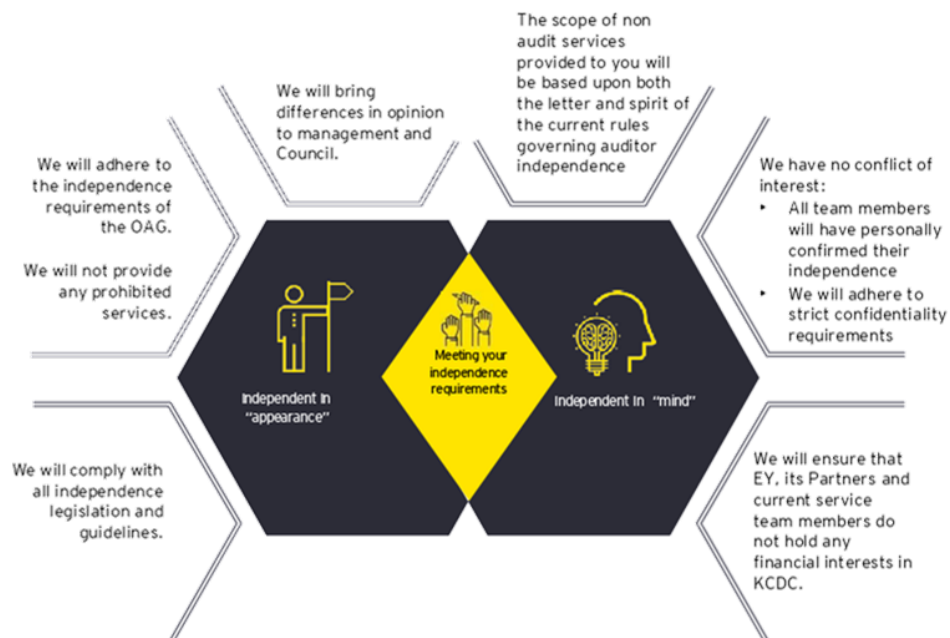 The scope of non
audit services
provided to you will
be based upon both
the letter and spirit of
the current rules
governing auditor
independence
We will bring
differences in opinion
to management and
Council.
We will adhere to
the independence
requirements of
the OAG.
We will not provide
any prohibited
services.
We have no conflict of
interest:
• All team members
will have personally
confirmed their
independence
• We will adhere to
strict confidentiality
requirements
Meeting your
independence
requirements
Independent in
"appearance"
Independent in "mind"
We will comply with
all independence
legislation and
guidelines.
We will ensure that
EY, its Partners and
current service
team members do
not hold any
financial interests in
KCDC.